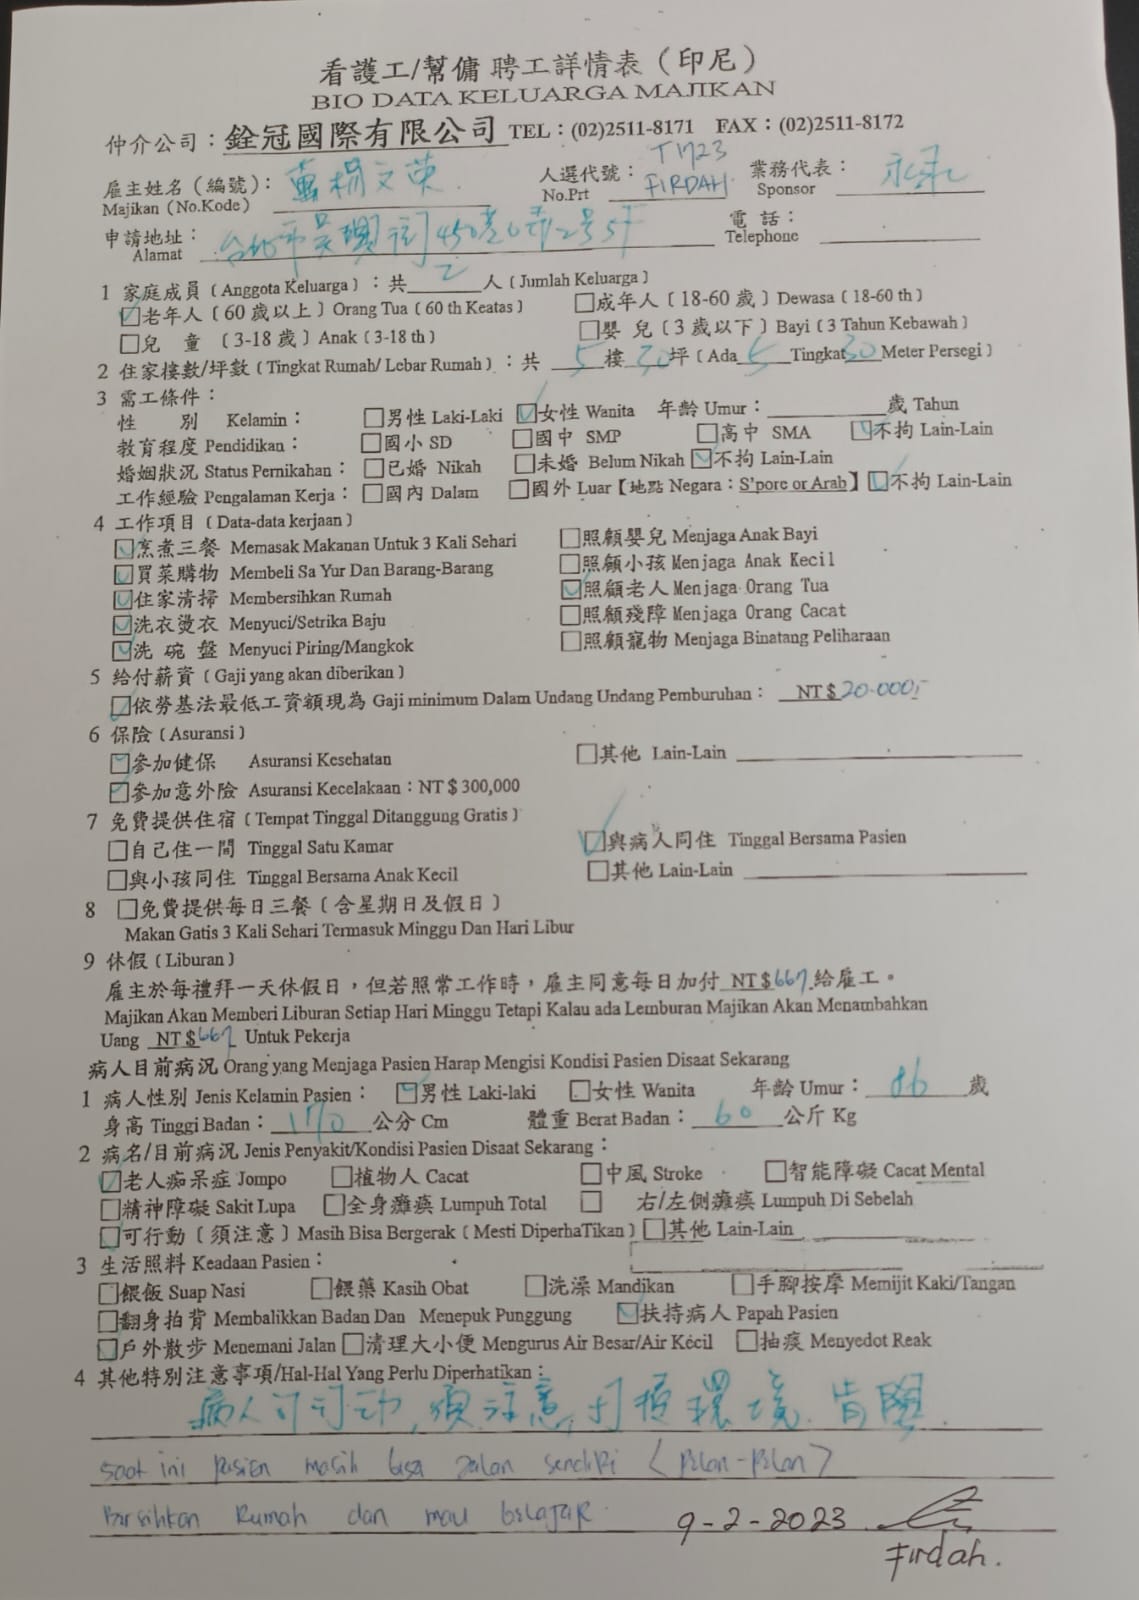 看護工/幫傭 聘工詳情表（印尼）
BIO DATA KELUARGA MAJIKAN
仲介公司：銓冠國際有限公司 TEL：(02)2511-8171 FAX：(02)2511-8172
雇主姓名（編號）： 楊文英 人選代號： T1723 業務代表：
Majikan (No.Kode) No.Prt FIRDAH Sponsor
申請地址： 台北市吳興街450巷6弄2號5F 電話：
Alamat Telephone
1 家庭成員〔Anggota Keluarga〕：共 2 人〔Jumlah Keluarga〕
☑老年人〔60歲以上〕Orang Tua〔60 th Keatas〕 □成年人〔18-60 歲〕Dewasa〔18-60 th〕
□兒 童〔3-18 歲〕Anak〔3-18 th〕 □嬰 兒〔3 歲以下〕Bayi〔3 Tahun Kebawah〕
2 住家樓數/坪數〔Tingkat Rumah/ Lebar Rumah〕：共 5 樓 30 坪〔Ada 5 Tingkat 30 Meter Persegi〕
3 需工條件：
性 別 Kelamin： □男性 Laki-Laki ☑女性 Wanita 年齡 Umur： 歲 Tahun
教育程度 Pendidikan： □國小 SD □國中 SMP □高中 SMA ☑不拘 Lain-Lain
婚姻狀況 Status Pernikahan： □已婚 Nikah □未婚 Belum Nikah ☑不拘 Lain-Lain
工作經驗 Pengalaman Kerja： □國內 Dalam □國外 Luar【地點 Negara：S'pore or Arab】☑不拘 Lain-Lain
4 工作項目〔Data-data kerjaan〕
☑烹煮三餐 Memasak Makanan Untuk 3 Kali Sehari □照顧嬰兒 Menjaga Anak Bayi
☑買菜購物 Membeli Sa Yur Dan Barang-Barang □照顧小孩 Menjaga Anak Kecil
☑住家清掃 Membersihkan Rumah ☑照顧老人 Menjaga Orang Tua
☑洗衣燙衣 Menyuci/Setrika Baju □照顧殘障 Menjaga Orang Cacat
☑洗 碗 盤 Menyuci Piring/Mangkok □照顧寵物 Menjaga Binatang Peliharaan
5 給付薪資〔Gaji yang akan diberikan〕
☑依勞基法最低工資額現為 Gaji minimum Dalam Undang Undang Pemburuhan： NT$ 20.000,-
6 保險〔Asuransi〕
☑參加健保 Asuransi Kesehatan □其他 Lain-Lain
☑參加意外險 Asuransi Kecelakaan：NT$ 300,000
7 免費提供住宿〔Tempat Tinggal Ditanggung Gratis〕
□自己住一間 Tinggal Satu Kamar ☑與病人同住 Tinggal Bersama Pasien
□與小孩同住 Tinggal Bersama Anak Kecil □其他 Lain-Lain
8 □免費提供每日三餐〔含星期日及假日〕
Makan Gatis 3 Kali Sehari Termasuk Minggu Dan Hari Libur
9 休假〔Liburan〕
雇主於每禮拜一天休假日，但若照常工作時，雇主同意每日加付 NT$667 給雇工。
Majikan Akan Memberi Liburan Setiap Hari Minggu Tetapi Kalau ada Lemburan Majikan Akan Menambahkan
Uang NT$667 Untuk Pekerja
病人目前病況 Orang yang Menjaga Pasien Harap Mengisi Kondisi Pasien Disaat Sekarang
1 病人性別 Jenis Kelamin Pasien： ☑男性 Laki-laki □女性 Wanita 年齡 Umur： 86 歲
身高 Tinggi Badan： 170 公分 Cm 體重 Berat Badan： 60 公斤 Kg
2 病名/目前病況 Jenis Penyakit/Kondisi Pasien Disaat Sekarang：
☑老人痴呆症 Jompo □植物人 Cacat □中風 Stroke □智能障礙 Cacat Mental
□精神障礙 Sakit Lupa □全身癱瘓 Lumpuh Total □ 右/左側癱瘓 Lumpuh Di Sebelah
☑可行動〔須注意〕Masih Bisa Bergerak〔Mesti DiperhaTikan〕□其他 Lain-Lain
3 生活照料 Keadaan Pasien：
□餵飯 Suap Nasi □餵藥 Kasih Obat □洗澡 Mandikan □手腳按摩 Memijit Kaki/Tangan
□翻身拍背 Membalikkan Badan Dan Menepuk Punggung ☑扶持病人 Papah Pasien
☑戶外散步 Menemani Jalan □清理大小便 Mengurus Air Besar/Air Kecil □抽痰 Menyedot Reak
4 其他特別注意事項/Hal-Hal Yang Perlu Diperhatikan：
病人可行動,須注意, 打掃環境. 肯學.
saat ini pasien masih bisa Jalan sendiri (pelan-pelan)
Bersihkan Rumah dan mau belajar
9-2-2023
Firdah.